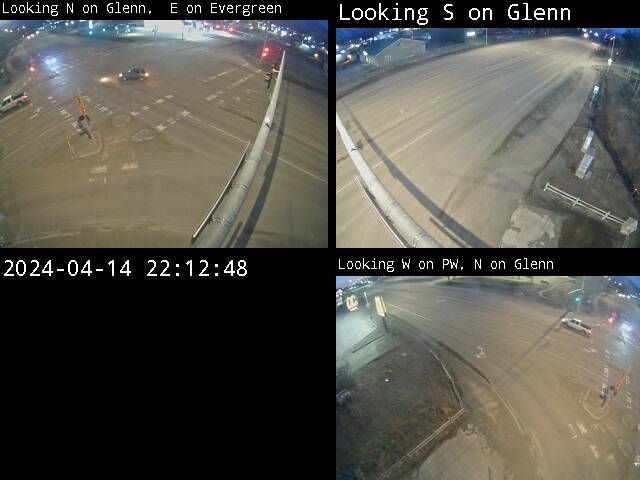 Looking N on Glenn, E on Evergreen
Looking S on Glenn
2024-04-14 22:12:48
Looking W on PW, N on Glenn